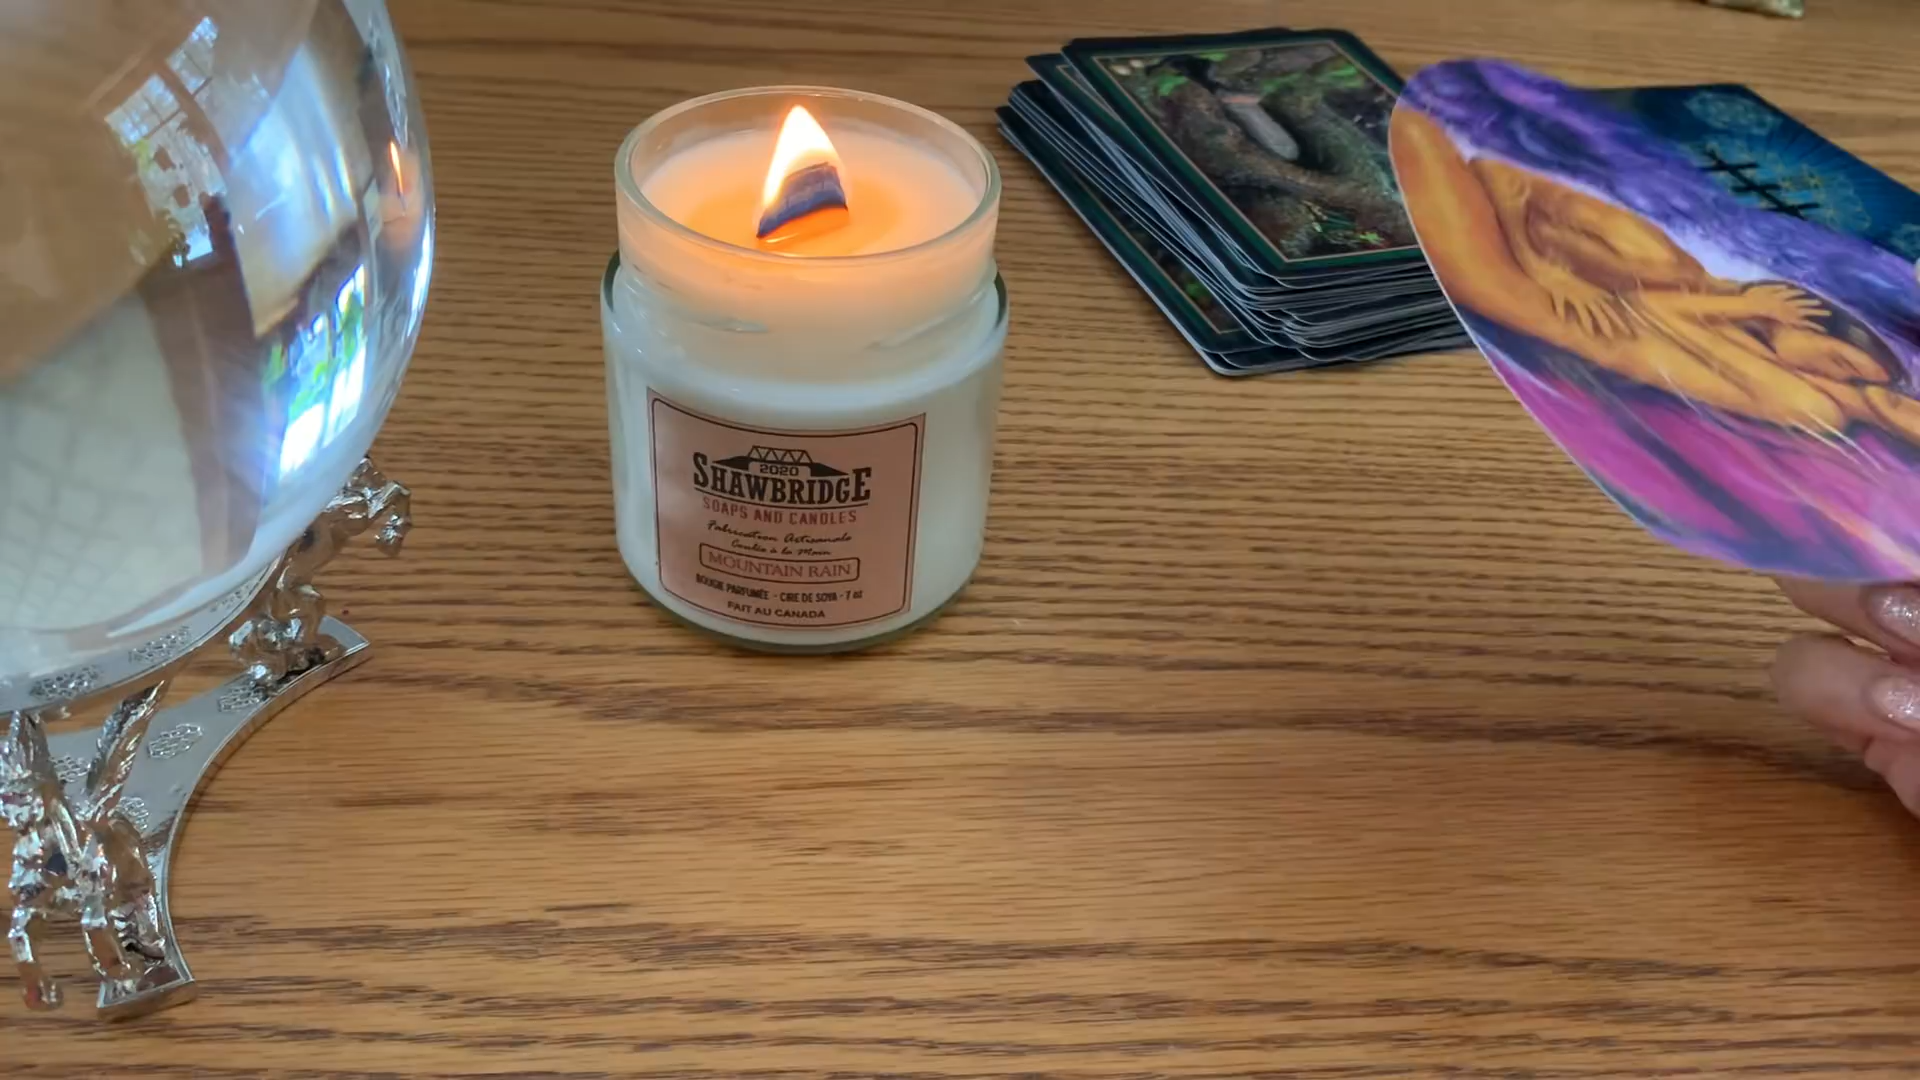 2020
SHAWBRIDGE
SOAPS AND CANDLES
Fabrication Artisanale
Coulée à la Main
MOUNTAIN RAIN
BOUGIE PARFUMÉE - CIRE DE SOYA - 7 oz
FAIT AU CANADA